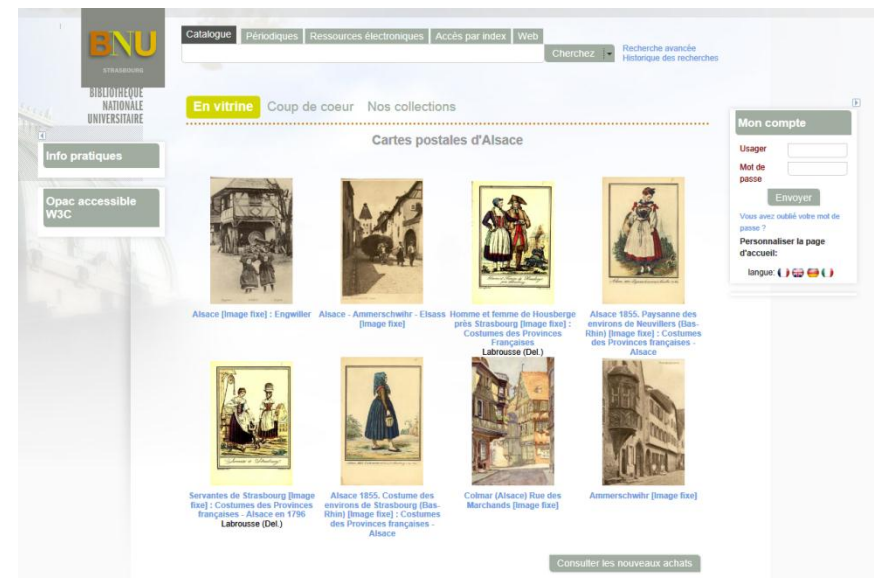 BNU
STRASBOURG
BIBLIOTHEQUE
NATIONALE
UNIVERSITAIRE
Catalogue Périodiques Ressources électroniques Accès par index Web
Cherchez
Recherche avancée
Historique des recherches
En vitrine Coup de coeur Nos collections
Info pratiques
Opac accessible
W3C
Cartes postales d'Alsace
Alsace [Image fixe] : Engwiller
Alsace - Ammerschwihr - Elsass
[Image fixe]
Homme et femme de Housberge
près Strasbourg [Image fixe] :
Costumes des Provinces
Françaises
Labrousse (Del.)
Alsace 1855. Paysanne des
environs de Neuvillers (Bas-
Rhin) [Image fixe] : Costumes
des Provinces françaises -
Alsace
Servantes de Strasbourg [Image
fixe] : Costumes des Provinces
françaises - Alsace en 1796
Labrousse (Del.)
Alsace 1855. Costume des
environs de Strasbourg (Bas-
Rhin) [Image fixe] : Costumes
des Provinces françaises -
Alsace
Colmar (Alsace) Rue des
Marchands [Image fixe]
Ammerschwihr [Image fixe]
Consulter les nouveaux achats
Mon compte
Usager
Mot de
passe
Envoyer
Vous avez oublié votre mot de
passe ?
Personnaliser la page
d'accueil:
langue: